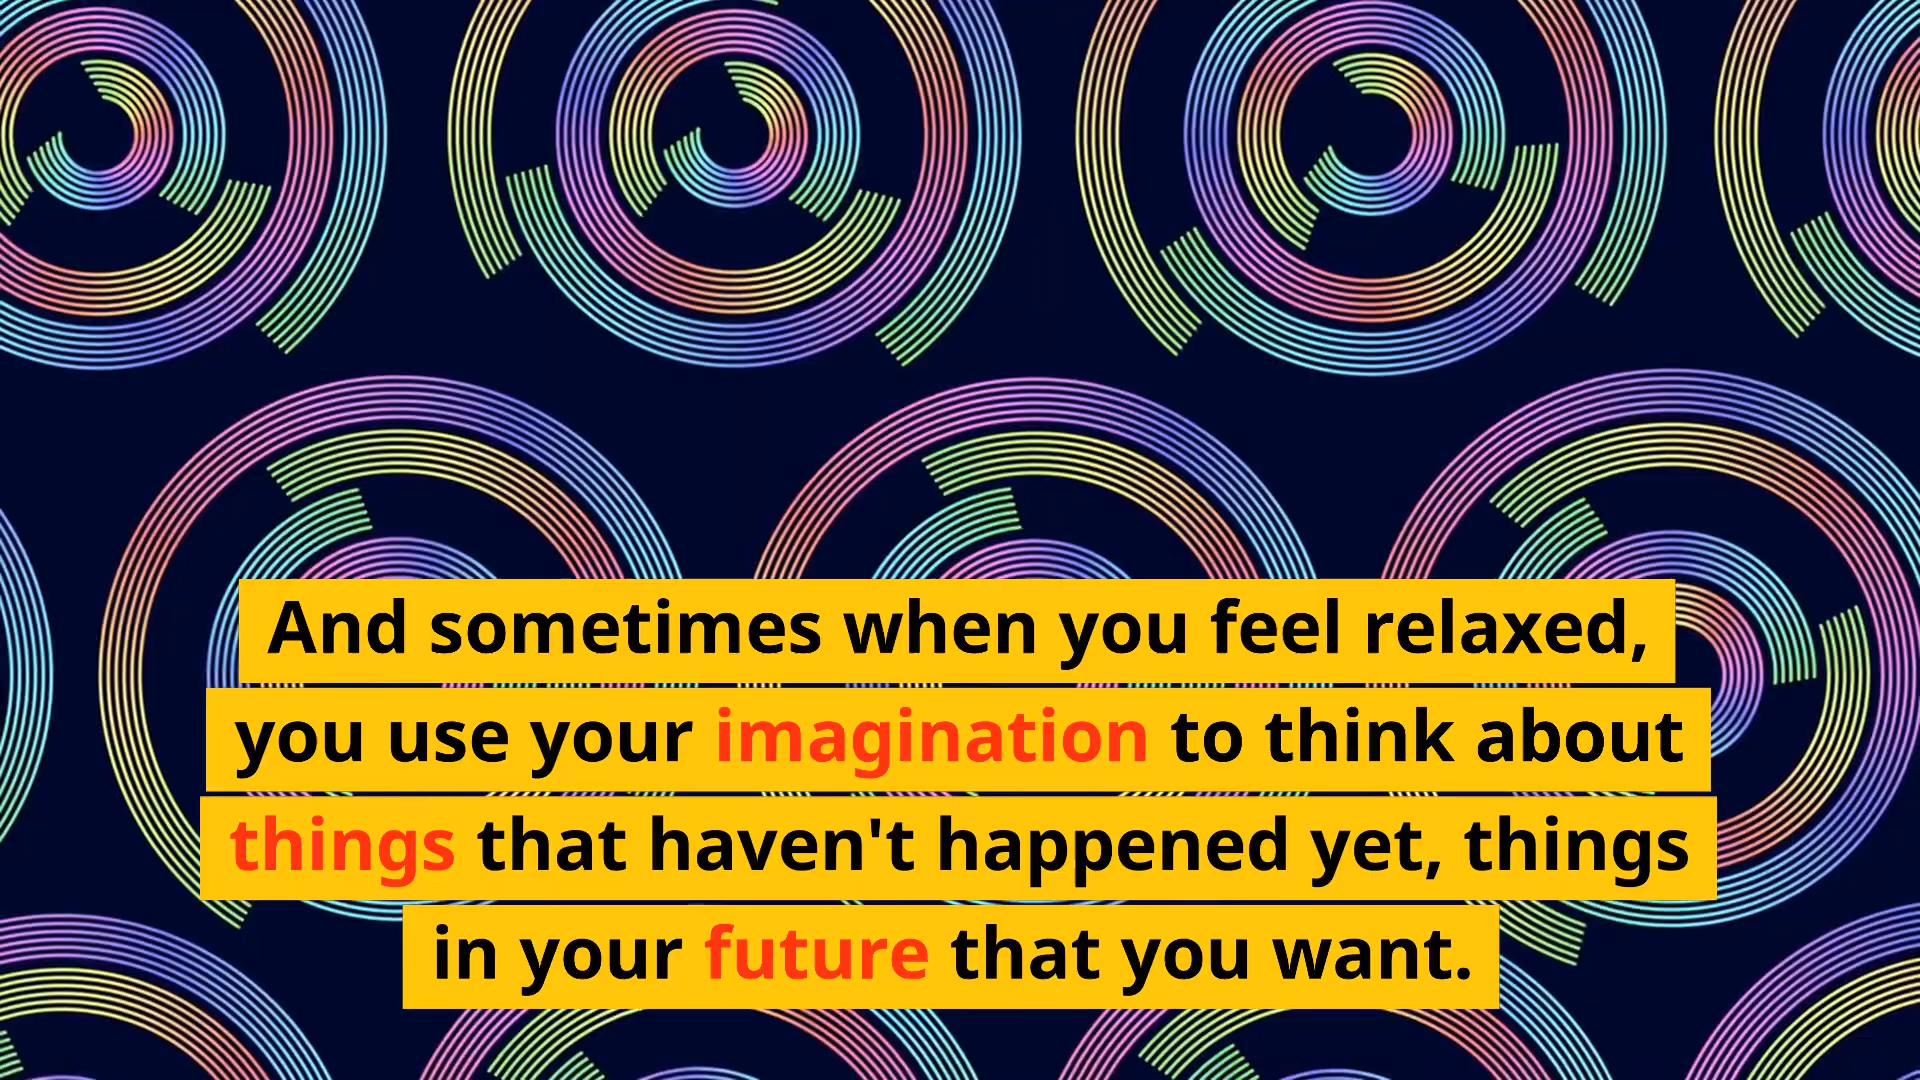 And sometimes when you feel relaxed,
you use your imagination to think about
things that haven't happened yet, things
in your future that you want.